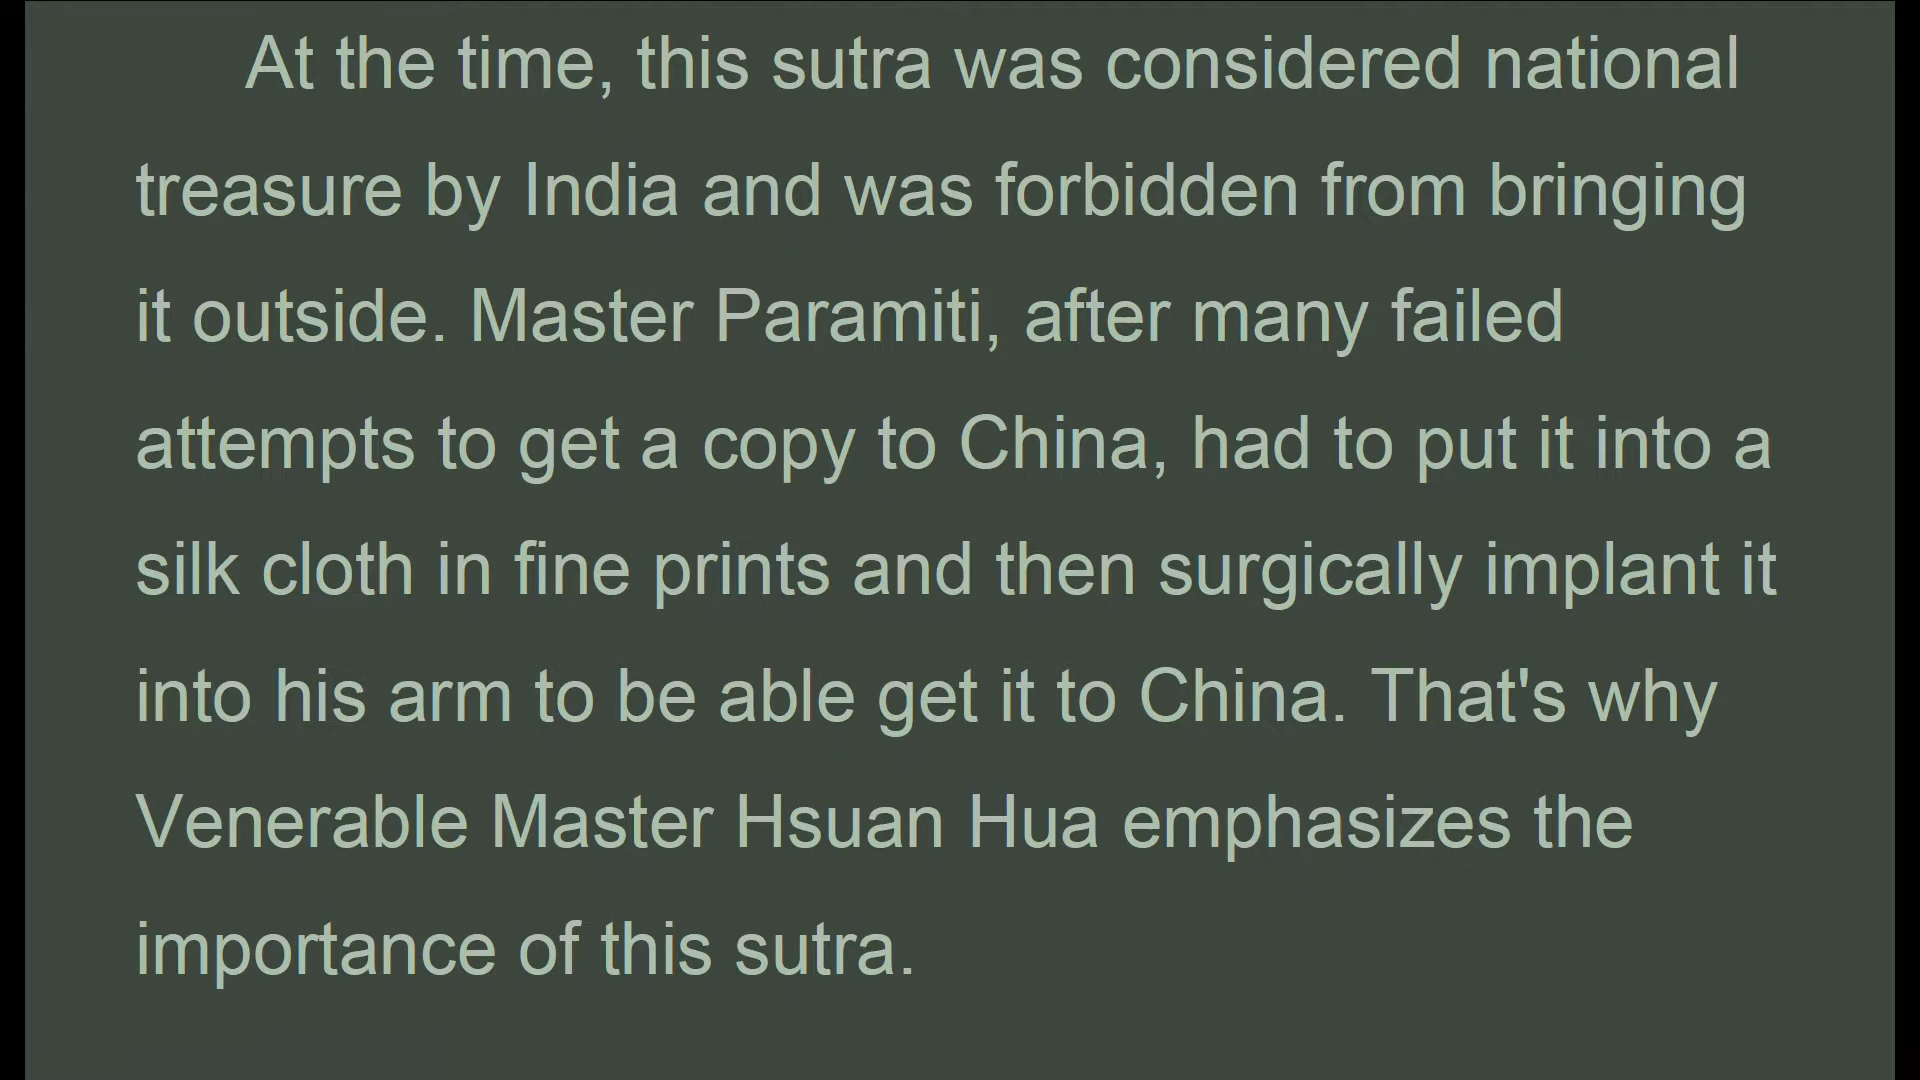 At the time, this sutra was considered national
treasure by India and was forbidden from bringing
it outside. Master Paramiti, after many failed
attempts to get a copy to China, had to put it into a
silk cloth in fine prints and then surgically implant it
into his arm to be able get it to China. That's why
Venerable Master Hsuan Hua emphasizes the
importance of this sutra.